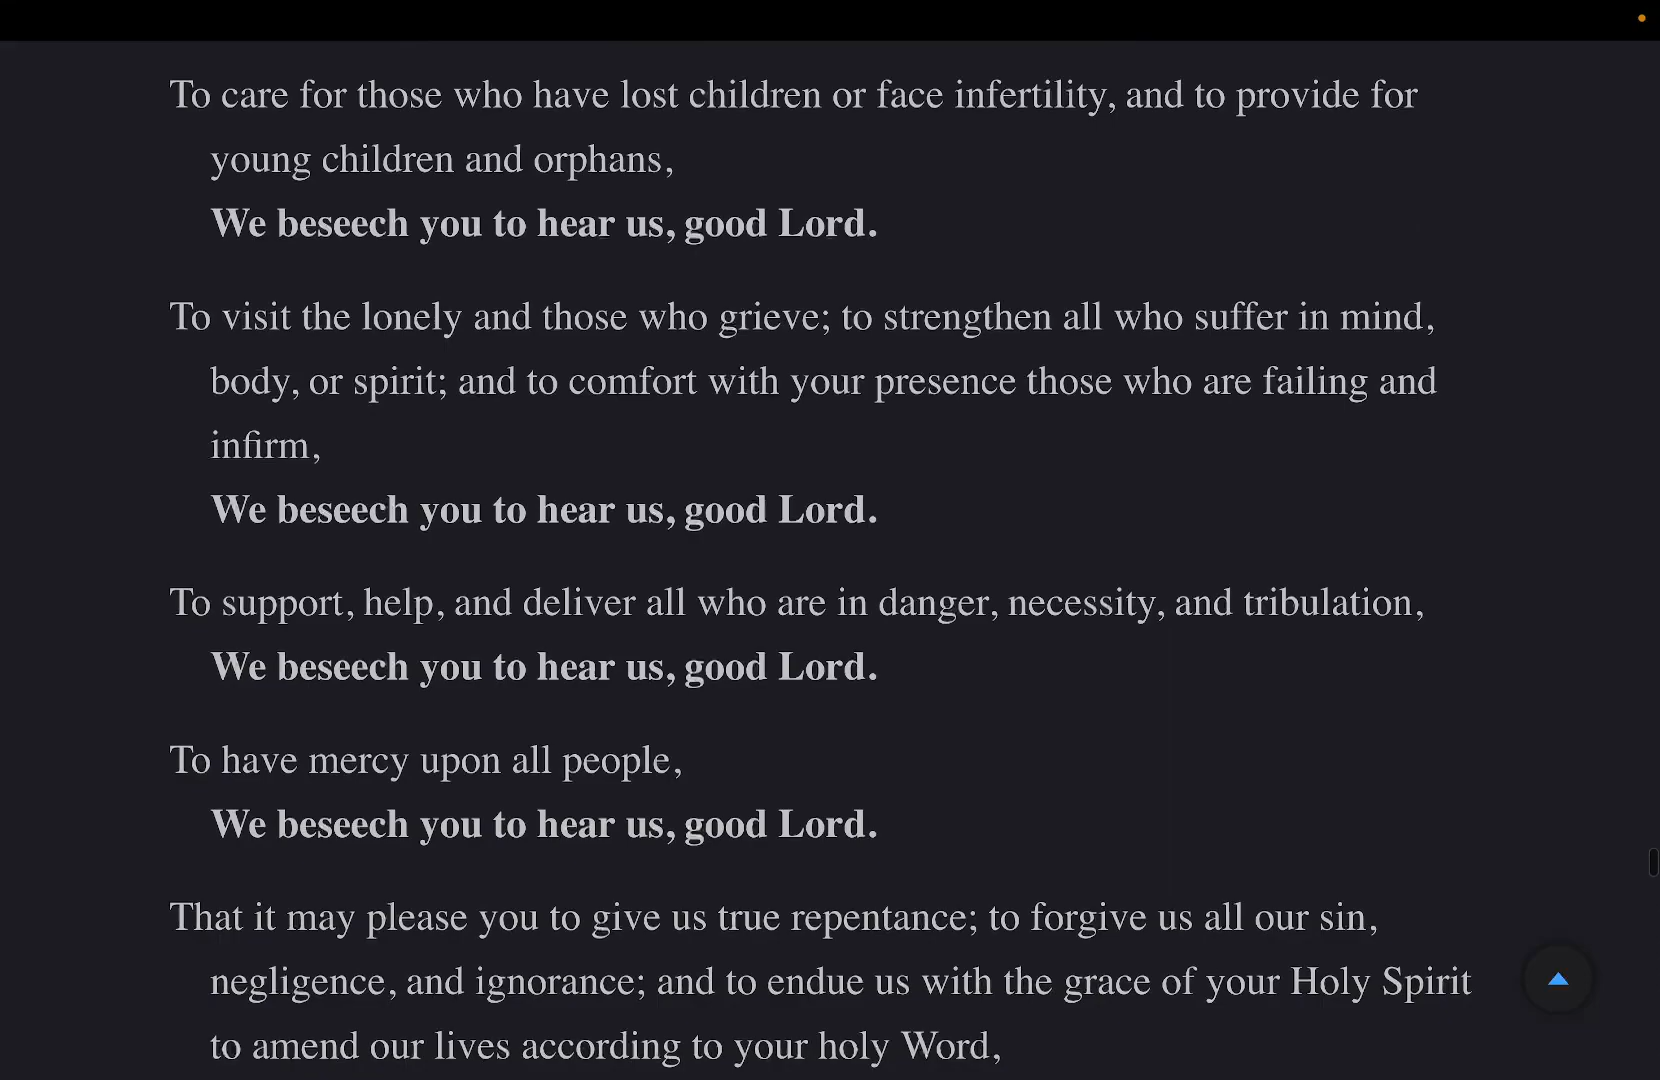 To care for those who have lost children or face infertility, and to provide for
young children and orphans,
We beseech you to hear us, good Lord.
To visit the lonely and those who grieve; to strengthen all who suffer in mind,
body, or spirit; and to comfort with your presence those who are failing and
infirm,
We beseech you to hear us, good Lord.
To support, help, and deliver all who are in danger, necessity, and tribulation,
We beseech you to hear us, good Lord.
To have mercy upon all people,
We beseech you to hear us, good Lord.
That it may please you to give us true repentance; to forgive us all our sin,
negligence, and ignorance; and to endue us with the grace of your Holy Spirit
to amend our lives according to your holy Word,